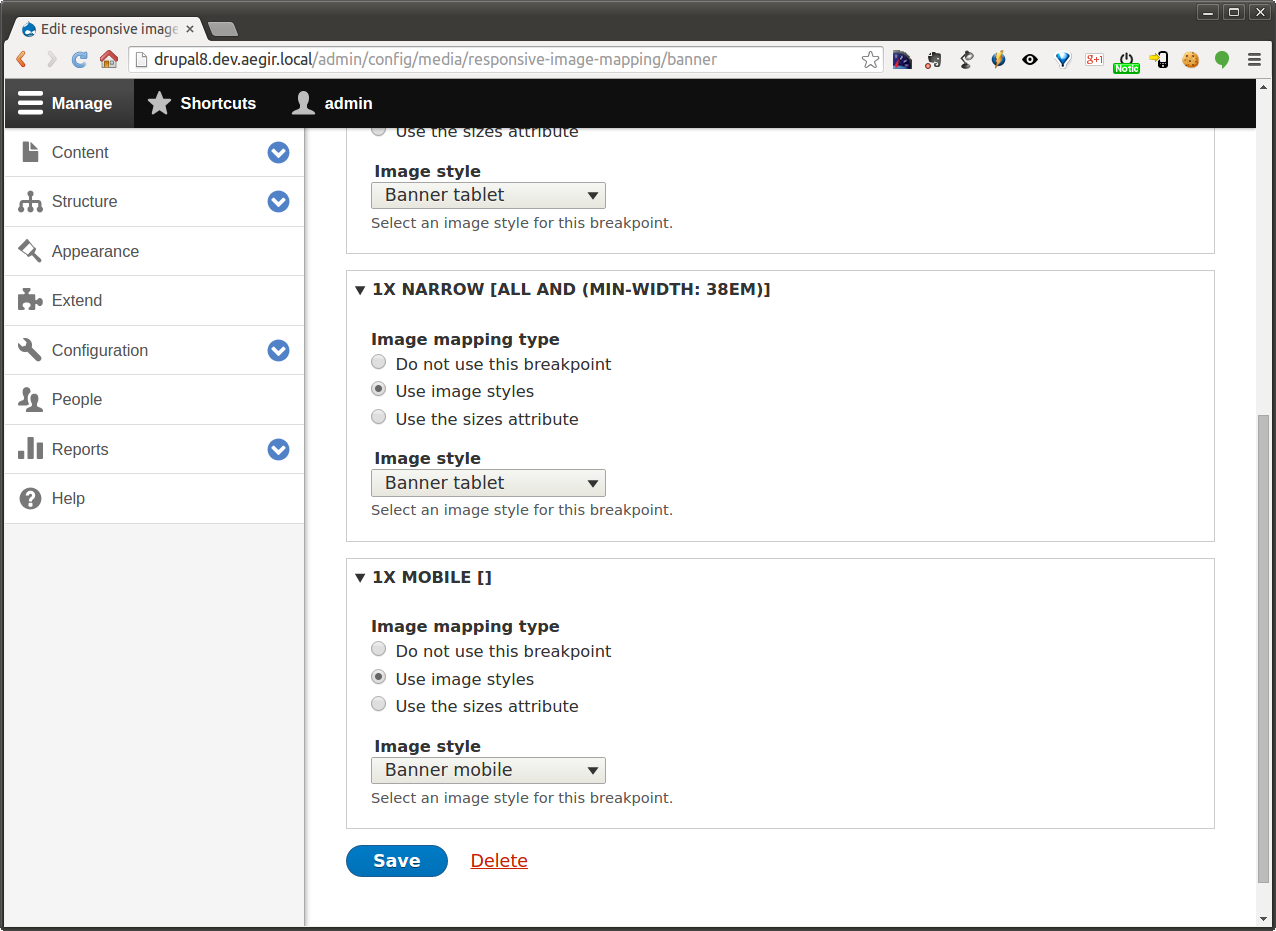 Edit responsive image
drupal8.dev.aegir.local/admin/config/media/responsive-image-mapping/banner
g+1
Notic
Manage Shortcuts admin
Content
Structure
Appearance
Extend
Configuration
People
Reports
Help
Use the sizes attribute
Image style
Banner tablet
Select an image style for this breakpoint.
1X NARROW [ALL AND (MIN-WIDTH: 38EM)]
Image mapping type
Do not use this breakpoint
Use image styles
Use the sizes attribute
Image style
Banner tablet
Select an image style for this breakpoint.
1X MOBILE []
Image mapping type
Do not use this breakpoint
Use image styles
Use the sizes attribute
Image style
Banner mobile
Select an image style for this breakpoint.
Save Delete